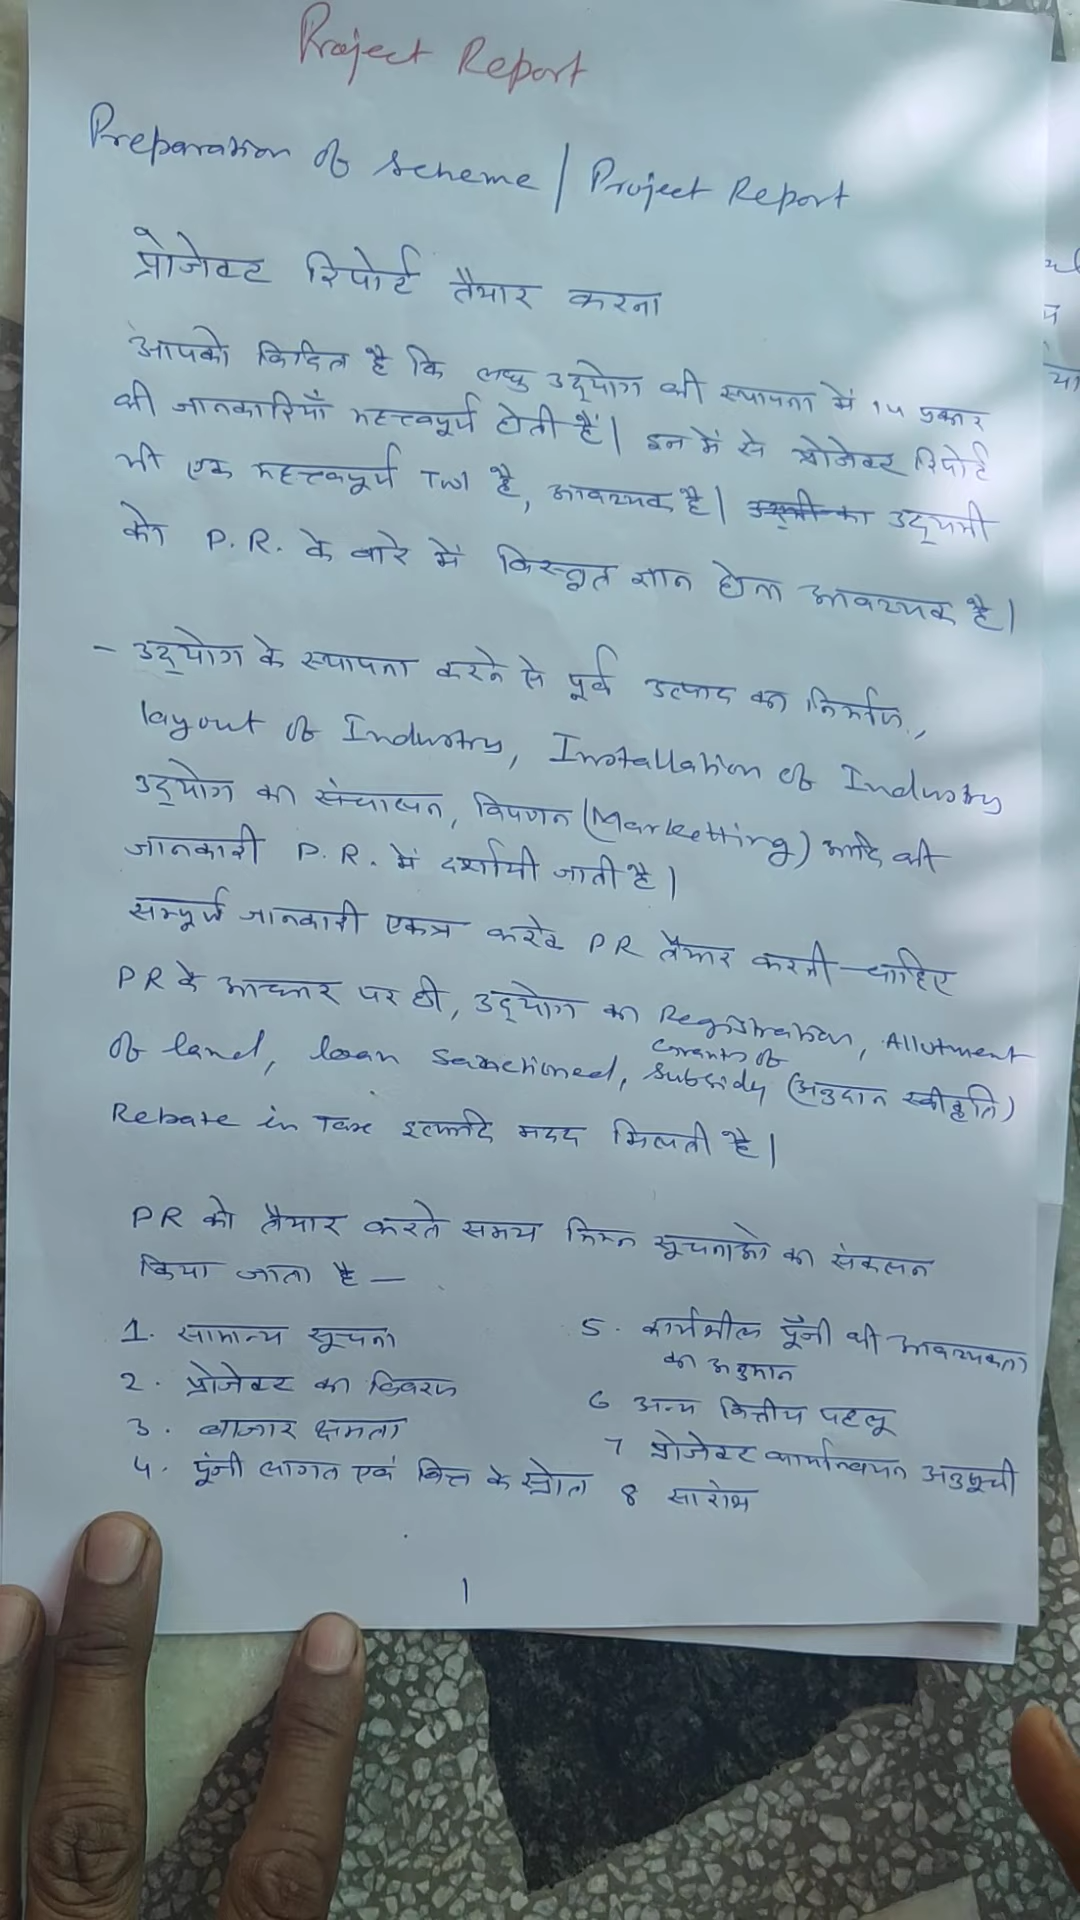 Project Report
Preparation of scheme / Project Report
प्रोजेक्ट रिपोर्ट तैयार करना
आपको विदित है कि लघु उद्योग की स्थापना में 14 प्रकार
की जानकारियाँ महत्वपूर्ण होती हैं। इन में से प्रोजेक्ट रिपोर्ट
भी एक महत्वपूर्ण है, आवश्यक है। उद्यमी
को P.R. के बारे में विस्तृत ज्ञान होना आवश्यक है।
- उद्योग के स्थापना करने से पूर्व उत्पाद का निर्माण,
layout of Industry, Installation of Industry
उद्योग का संचालन, विपणन (Marketting) आदि की
जानकारी P.R. में दर्शायी जाती है।
सम्पूर्ण जानकारी एकत्र करके PR तैयार करनी चाहिए
PR के आधार पर ही, उद्योग का Registration, Allotment
of land, loan sanctioned, Grants of Subsidy (अनुदान स्वीकृति)
Rebate in Tax इत्यादि मदद मिलती है।
PR को तैयार करते समय निम्न सूचनाओ का संकलन
किया जाता है —
1. सामान्य सूचना
2. प्रोजेक्ट का विवरण
3. बाजार क्षमता
4. पूंजी लागत एवं वित्त के स्त्रोत
5. कार्यशील पूँजी की आवश्यकता
का अनुमान
6 अन्य वित्तीय पहलू
7 प्रोजेक्ट कार्यान्वयन अनुसूची
8 सारांश
1